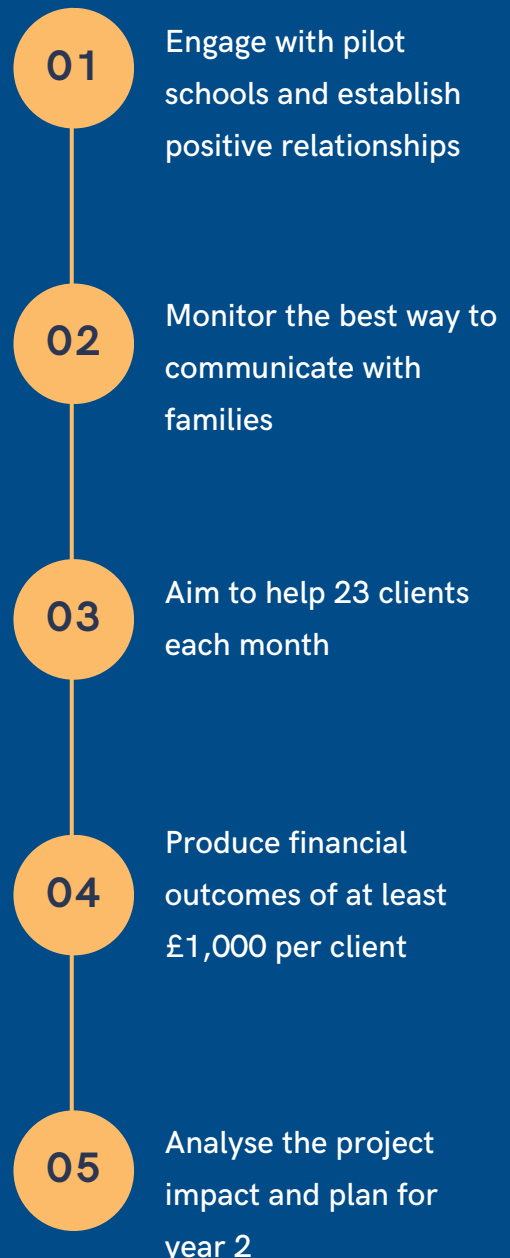 01
Engage with pilot
schools and establish
positive relationships
02
Monitor the best way to
communicate with
families
03
Aim to help 23 clients
each month
04
Produce financial
outcomes of at least
£1,000 per client
05
Analyse the project
impact and plan for
year 2